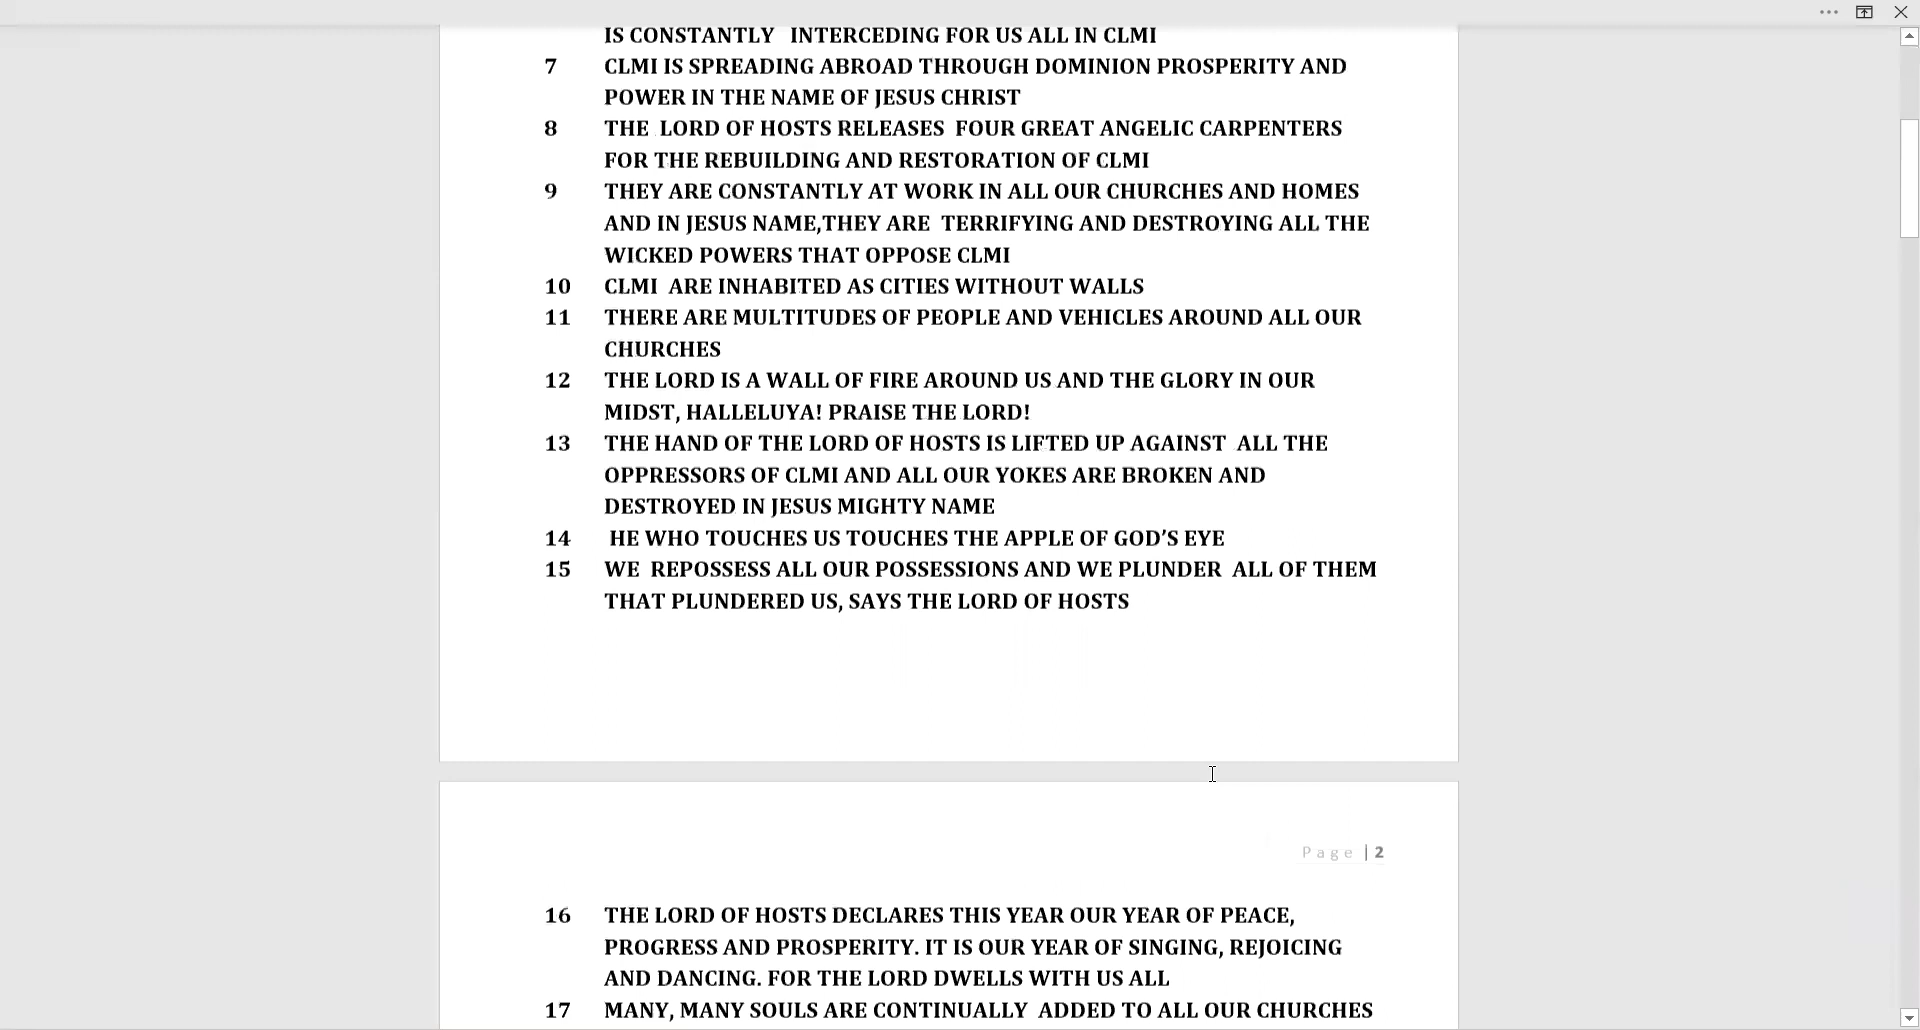 IS CONSTANTLY   INTERCEDING FOR US ALL IN CLMI
7 CLMI IS SPREADING ABROAD THROUGH DOMINION PROSPERITY AND
POWER IN THE NAME OF JESUS CHRIST
8 THE  LORD OF HOSTS RELEASES  FOUR GREAT ANGELIC CARPENTERS
FOR THE REBUILDING AND RESTORATION OF CLMI
9 THEY ARE CONSTANTLY AT WORK IN ALL OUR CHURCHES AND HOMES
AND IN JESUS NAME,THEY ARE  TERRIFYING AND DESTROYING ALL THE
WICKED POWERS THAT OPPOSE CLMI
10 CLMI  ARE INHABITED AS CITIES WITHOUT WALLS
11 THERE ARE MULTITUDES OF PEOPLE AND VEHICLES AROUND ALL OUR
CHURCHES
12 THE LORD IS A WALL OF FIRE AROUND US AND THE GLORY IN OUR
MIDST, HALLELUYA! PRAISE THE LORD!
13 THE HAND OF THE LORD OF HOSTS IS LIFTED UP AGAINST  ALL THE
OPPRESSORS OF CLMI AND ALL OUR YOKES ARE BROKEN AND
DESTROYED IN JESUS MIGHTY NAME
14 HE WHO TOUCHES US TOUCHES THE APPLE OF GOD’S EYE
15 WE  REPOSSESS ALL OUR POSSESSIONS AND WE PLUNDER  ALL OF THEM
THAT PLUNDERED US, SAYS THE LORD OF HOSTS
Page | 2
16 THE LORD OF HOSTS DECLARES THIS YEAR OUR YEAR OF PEACE,
PROGRESS AND PROSPERITY. IT IS OUR YEAR OF SINGING, REJOICING
AND DANCING. FOR THE LORD DWELLS WITH US ALL
17 MANY, MANY SOULS ARE CONTINUALLY  ADDED TO ALL OUR CHURCHES